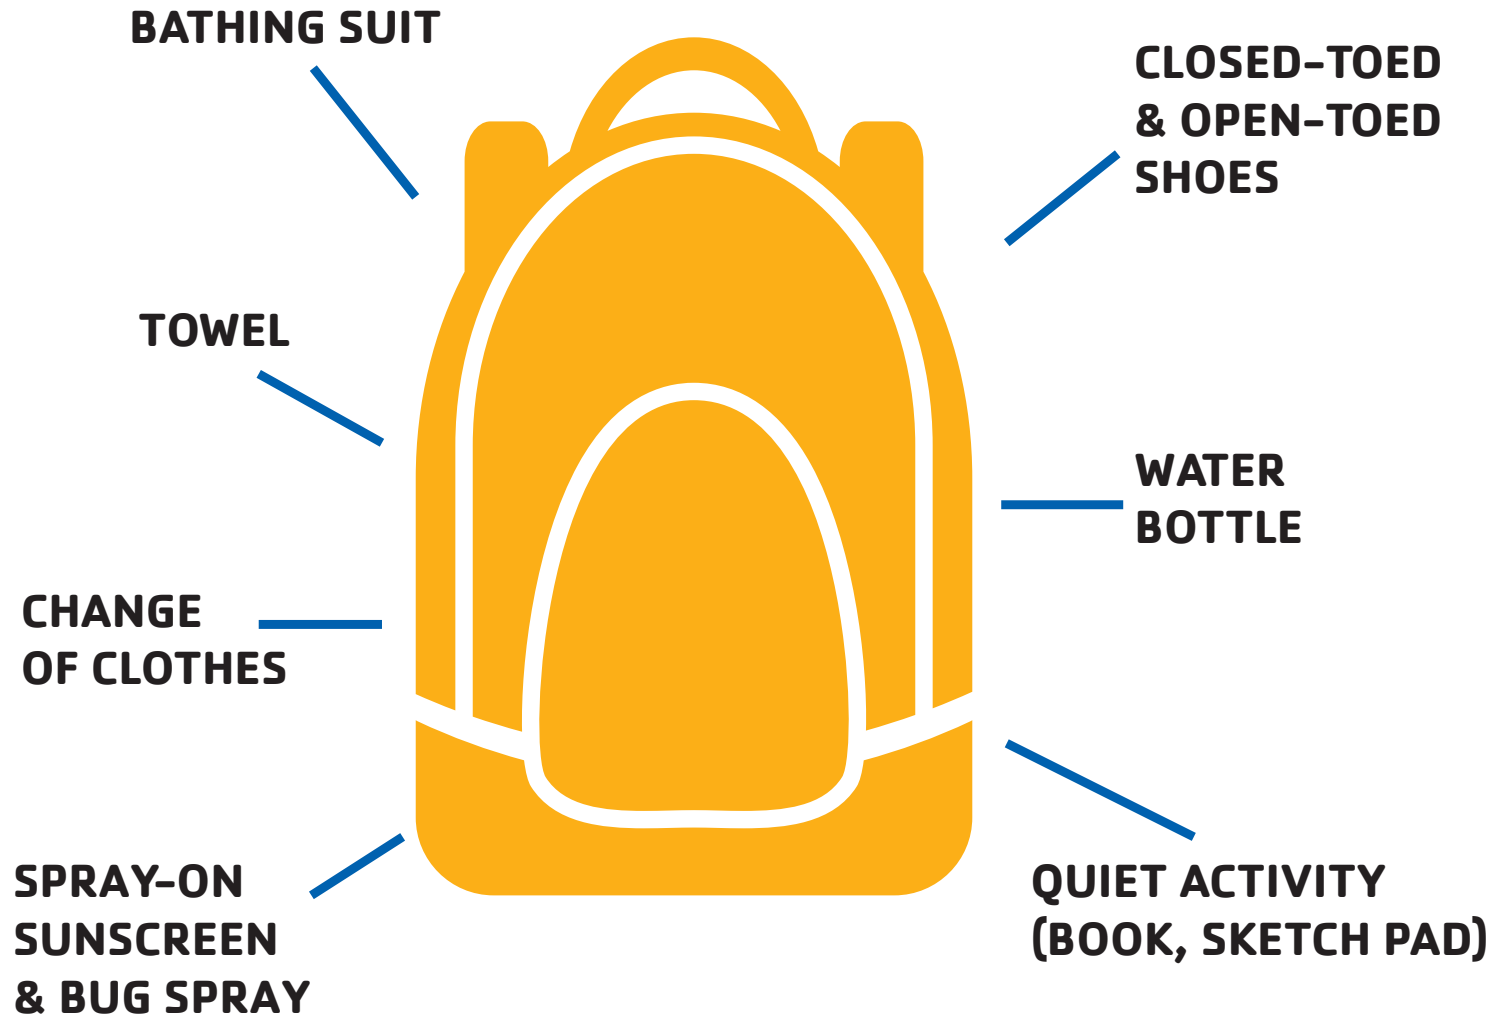 BATHING SUIT
CLOSED-TOED
& OPEN-TOED
SHOES
TOWEL
WATER
BOTTLE
CHANGE
OF CLOTHES
SPRAY-ON
SUNSCREEN
& BUG SPRAY
QUIET ACTIVITY
(BOOK, SKETCH PAD)